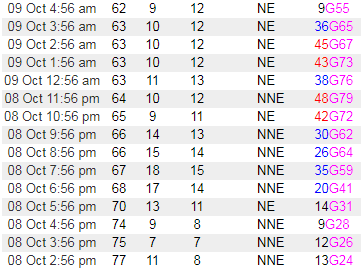 09 Oct 4:56 am 62 9 12 NE 9G55
09 Oct 3:56 am 63 10 12 NE 36G65
09 Oct 2:56 am 63 10 12 NE 45G67
09 Oct 1:56 am 63 10 12 NE 43G73
09 Oct 12:56 am 63 11 13 NE 38G76
08 Oct 11:56 pm 64 10 12 NNE 48G79
08 Oct 10:56 pm 65 9 11 NE 42G72
08 Oct 9:56 pm 66 14 13 NNE 30G62
08 Oct 8:56 pm 66 15 14 NNE 26G64
08 Oct 7:56 pm 67 18 15 NNE 35G59
08 Oct 6:56 pm 68 17 14 NNE 20G41
08 Oct 5:56 pm 70 13 11 NE 14G31
08 Oct 4:56 pm 74 9 8 NNE 9G28
08 Oct 3:56 pm 75 7 7 NNE 12G26
08 Oct 2:56 pm 77 11 8 NNE 13G24